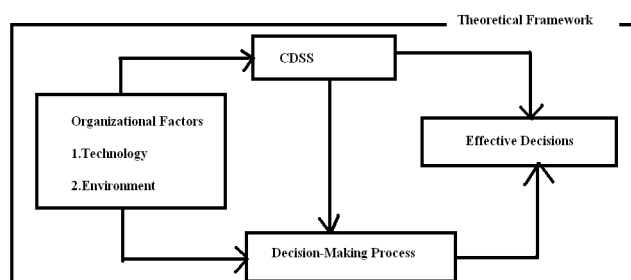 Theoretical Framework
CDSS
Organizational Factors
1.Technology
2.Environment
Effective Decisions
Decision-Making Process